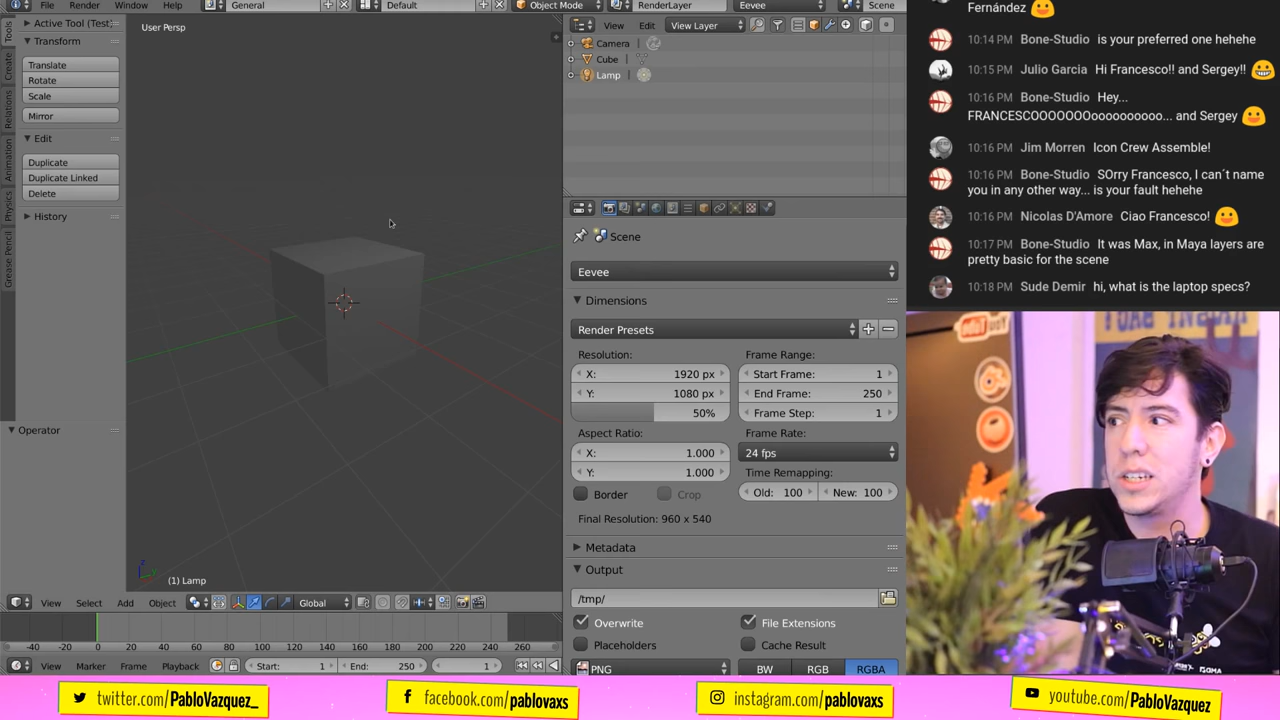 File Render Window Help General Default Object Mode RenderLayer Eevee Scene
Tools
Create
Relations
Animation
Physics
Grease Pencil
Active Tool (Test
Transform
Translate
Rotate
Scale
Mirror
Edit
Duplicate
Duplicate Linked
Delete
History
Operator
User Persp
(1) Lamp
View Select Add Object Global
-40 -20 0 20 40 60 80 100 120 140 160 180 200 220 240 260
View Marker Frame Playback Start: 1 End: 250 1
View Edit View Layer
Camera
Cube
Lamp
Scene
Eevee
Dimensions
Render Presets
Resolution:
X: 1920 px
Y: 1080 px
50%
Frame Range:
Start Frame: 1
End Frame: 250
Frame Step: 1
Aspect Ratio:
X: 1.000
Y: 1.000
Border Crop
Frame Rate:
24 fps
Time Remapping:
Old: 100 New: 100
Final Resolution: 960 x 540
Metadata
Output
/tmp/
Overwrite File Extensions
Placeholders Cache Result
PNG BW RGB RGBA
Fernández
10:14 PM Bone-Studio is your preferred one hehehe
10:15 PM Julio Garcia Hi Francesco!! and Sergey!!
10:16 PM Bone-Studio Hey...
FRANCESCOOOOOOOoooooooooo... and Sergey
10:16 PM Jim Morren Icon Crew Assemble!
10:16 PM Bone-Studio SOrry Francesco, I can´t name
you in any other way... is your fault hehehe
10:16 PM Nicolas D'Amore Ciao Francesco!
10:17 PM Bone-Studio It was Max, in Maya layers are
pretty basic for the scene
10:18 PM Sude Demir hi, what is the laptop specs?
twitter.com/PabloVazquez_
facebook.com/pablovaxs
instagram.com/pablovaxs
youtube.com/PabloVazquez